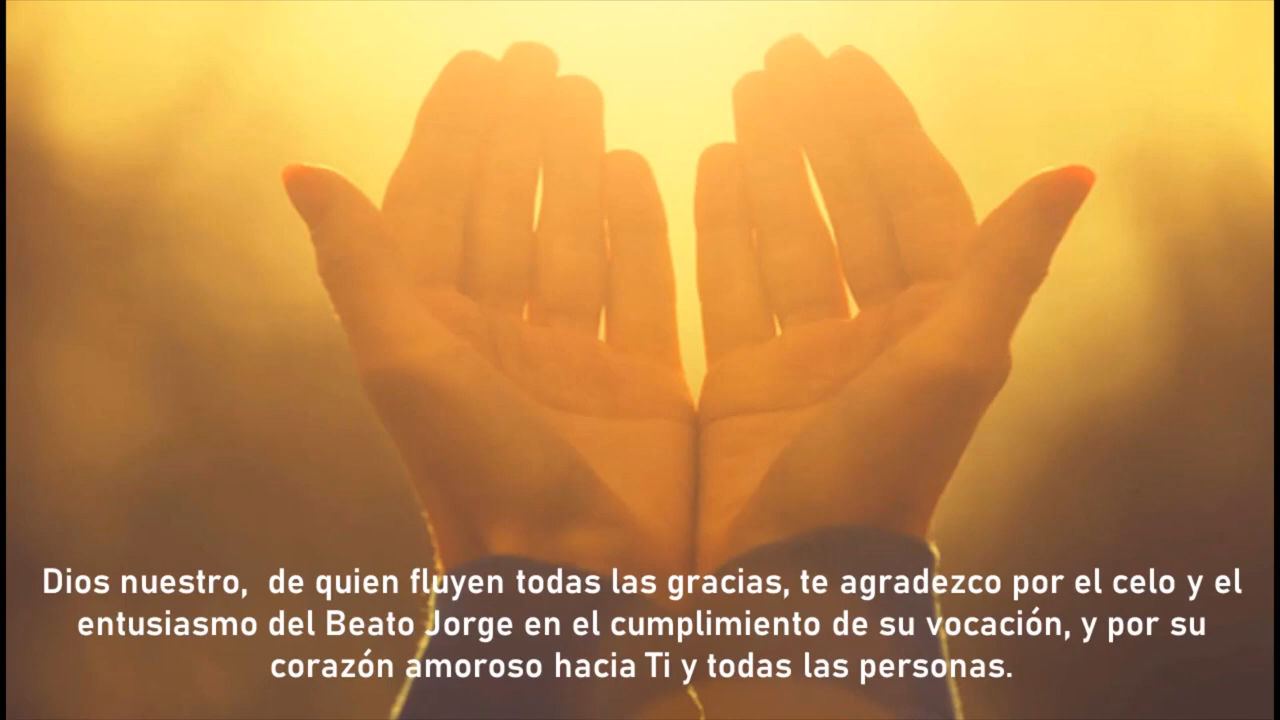 Dios nuestro,  de quien fluyen todas las gracias, te agradezco por el celo y el
entusiasmo del Beato Jorge en el cumplimiento de su vocación, y por su
corazón amoroso hacia Ti y todas las personas.